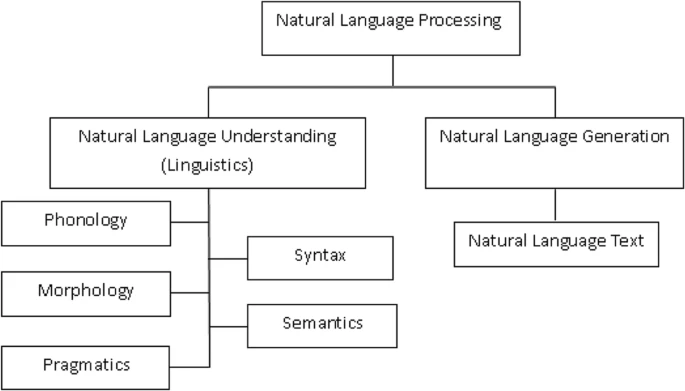 Natural Language Processing
Natural Language Understanding
(Linguistics)
Natural Language Generation
Phonology
Natural Language Text
Syntax
Morphology
Semantics
Pragmatics